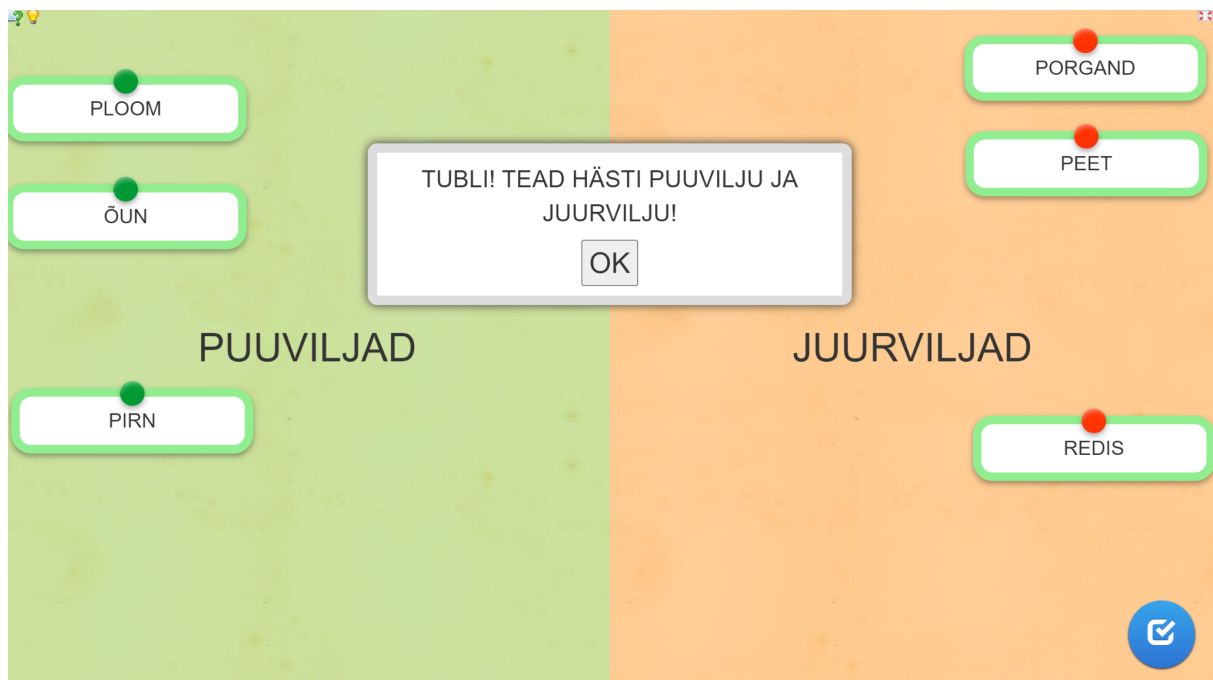 PLOOM
ÕUN
PUUVILJAD
PIRN
TUBLI! TEAD HÄSTI PUUVILJU JA
JUURVILJU!
OK
PORGAND
PEET
JUURVILJAD
REDIS